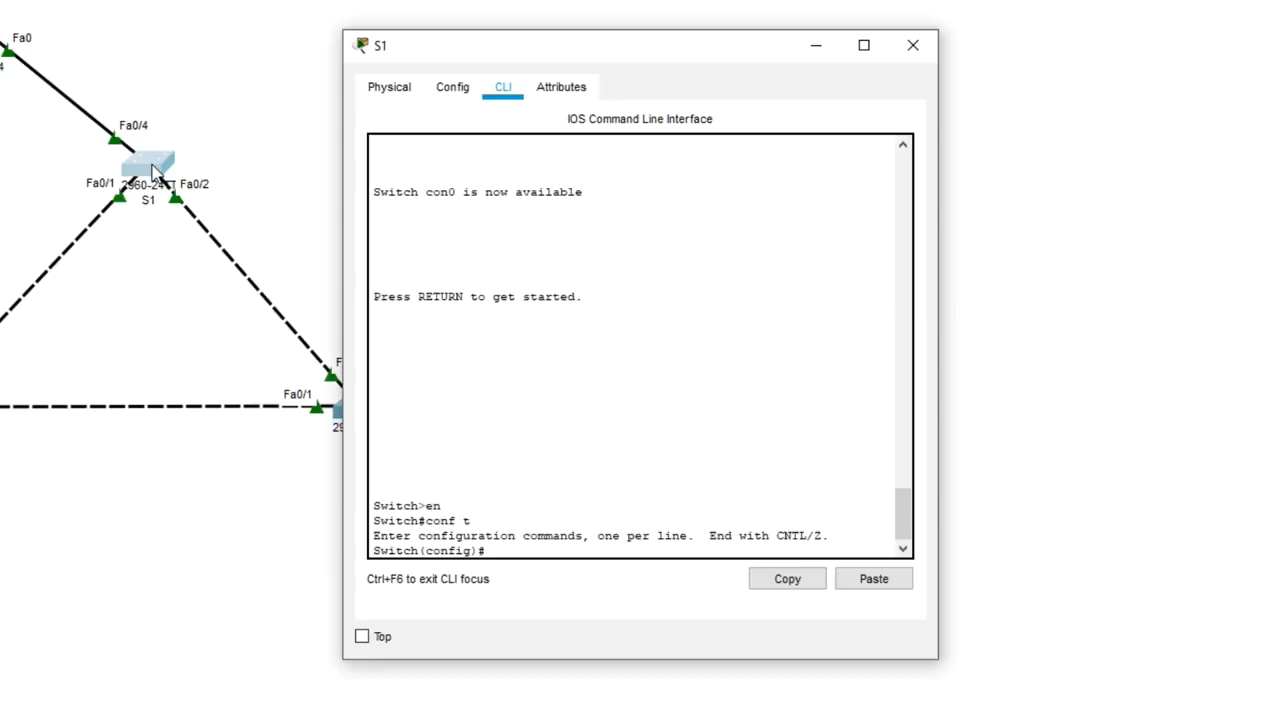 Fa0
4
Fa0/4
Fa0/1
Fa0/2
S1
Fa0/1
F
29
S1
Physical
Config
CLI
Attributes
IOS Command Line Interface
Switch con0 is now available
Press RETURN to get started.
Switch>en
Switch#conf t
Enter configuration commands, one per line.  End with CNTL/Z.
Switch(config)#
Ctrl+F6 to exit CLI focus
Copy
Paste
Top